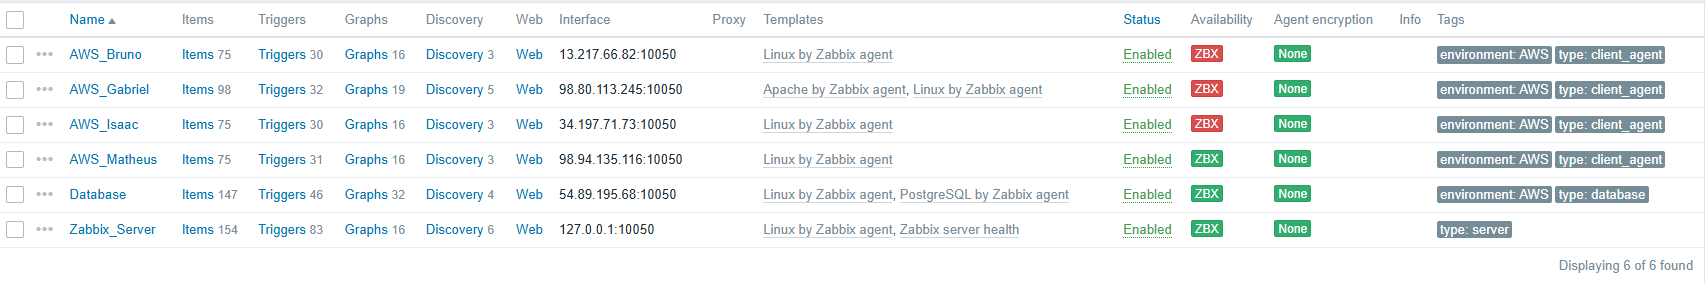 Name Items Triggers Graphs Discovery Web Interface Proxy Templates Status Availability Agent encryption Info Tags
AWS_Bruno Items 75 Triggers 30 Graphs 16 Discovery 3 Web 13.217.66.82:10050 Linux by Zabbix agent Enabled ZBX None environment: AWS type: client_agent
AWS_Gabriel Items 98 Triggers 32 Graphs 19 Discovery 5 Web 98.80.113.245:10050 Apache by Zabbix agent, Linux by Zabbix agent Enabled ZBX None environment: AWS type: client_agent
AWS_Isaac Items 75 Triggers 30 Graphs 16 Discovery 3 Web 34.197.71.73:10050 Linux by Zabbix agent Enabled ZBX None environment: AWS type: client_agent
AWS_Matheus Items 75 Triggers 31 Graphs 16 Discovery 3 Web 98.94.135.116:10050 Linux by Zabbix agent Enabled ZBX None environment: AWS type: client_agent
Database Items 147 Triggers 46 Graphs 32 Discovery 4 Web 54.89.195.68:10050 Linux by Zabbix agent, PostgreSQL by Zabbix agent Enabled ZBX None environment: AWS type: database
Zabbix_Server Items 154 Triggers 83 Graphs 16 Discovery 6 Web 127.0.0.1:10050 Linux by Zabbix agent, Zabbix server health Enabled ZBX None type: server
Displaying 6 of 6 found